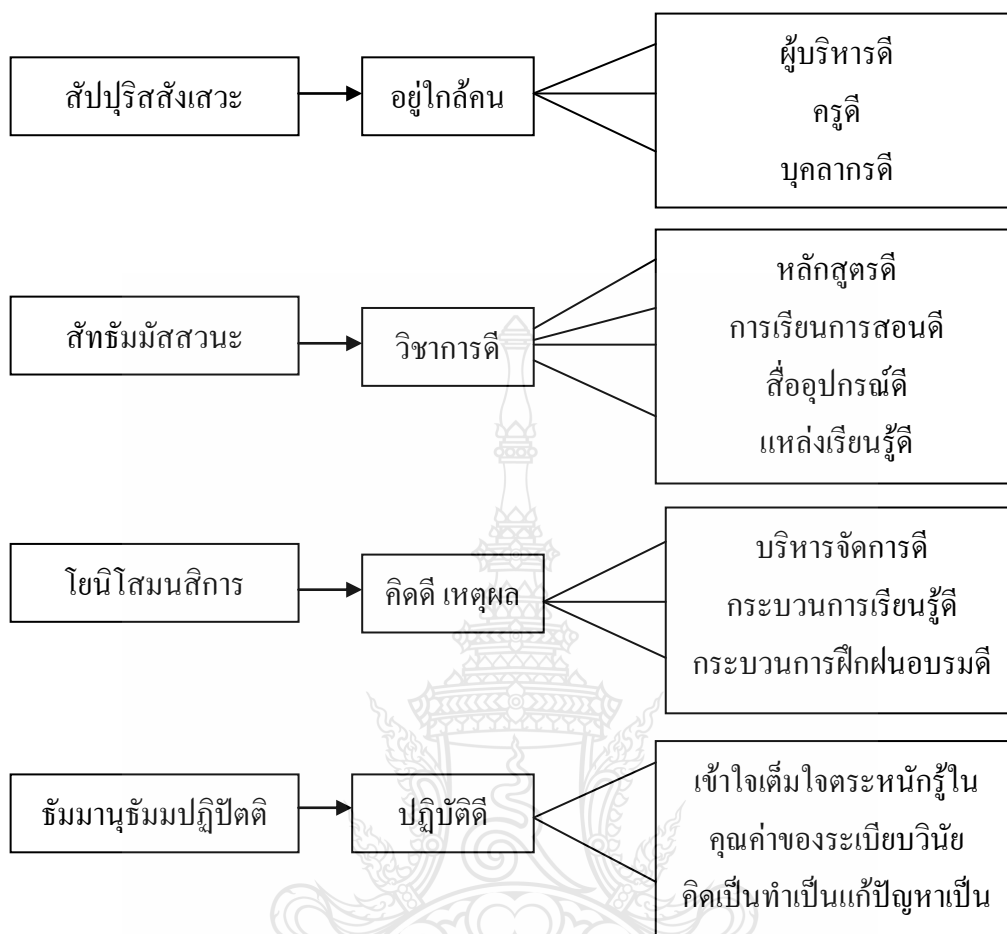 สัปปุริสสังเสวะ
อยู่ใกล้คน
ผู้บริหารดี
ครูดี
บุคลากรดี
สัทธัมมัสสวนะ
วิชาการดี
หลักสูตรดี
การเรียนการสอนดี
สื่ออุปกรณ์ดี
แหล่งเรียนรู้ดี
โยนิโสมนสิการ
คิดดี เหตุผล
บริหารจัดการดี
กระบวนการเรียนรู้ดี
กระบวนการฝึกฝนอบรมดี
ธัมมานุธัมมปฏิปัตติ
ปฏิบัติดี
เข้าใจเต็มใจตระหนักรู้ใน
คุณค่าของระเบียบวินัย
คิดเป็นทำเป็นแก้ปัญหาเป็น